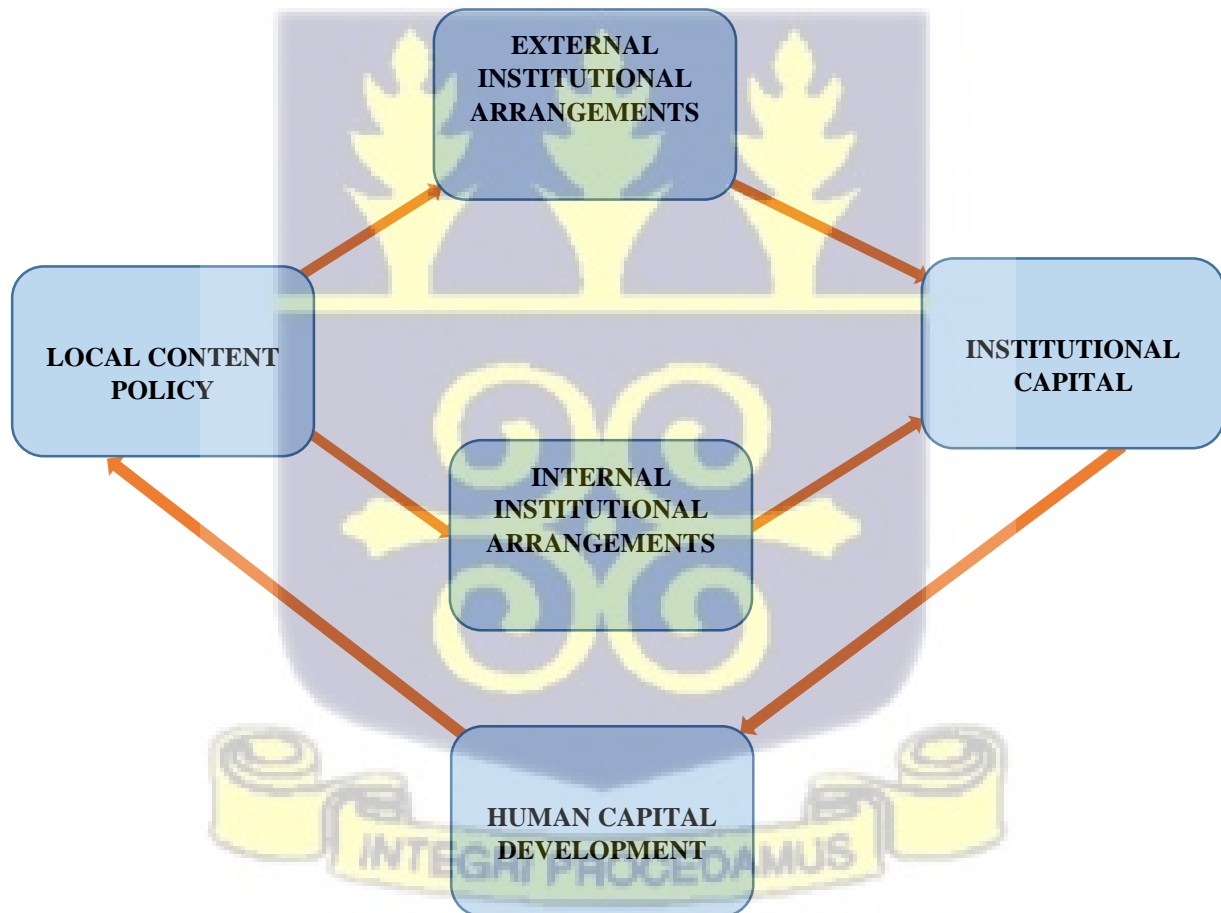 EXTERNAL
INSTITUTIONAL
ARRANGEMENTS
LOCAL CONTENT
POLICY
INSTITUTIONAL
CAPITAL
INTERNAL
INSTITUTIONAL
ARRANGEMENTS
HUMAN CAPITAL
DEVELOPMENT
INTEGRI PROCEDAMUS